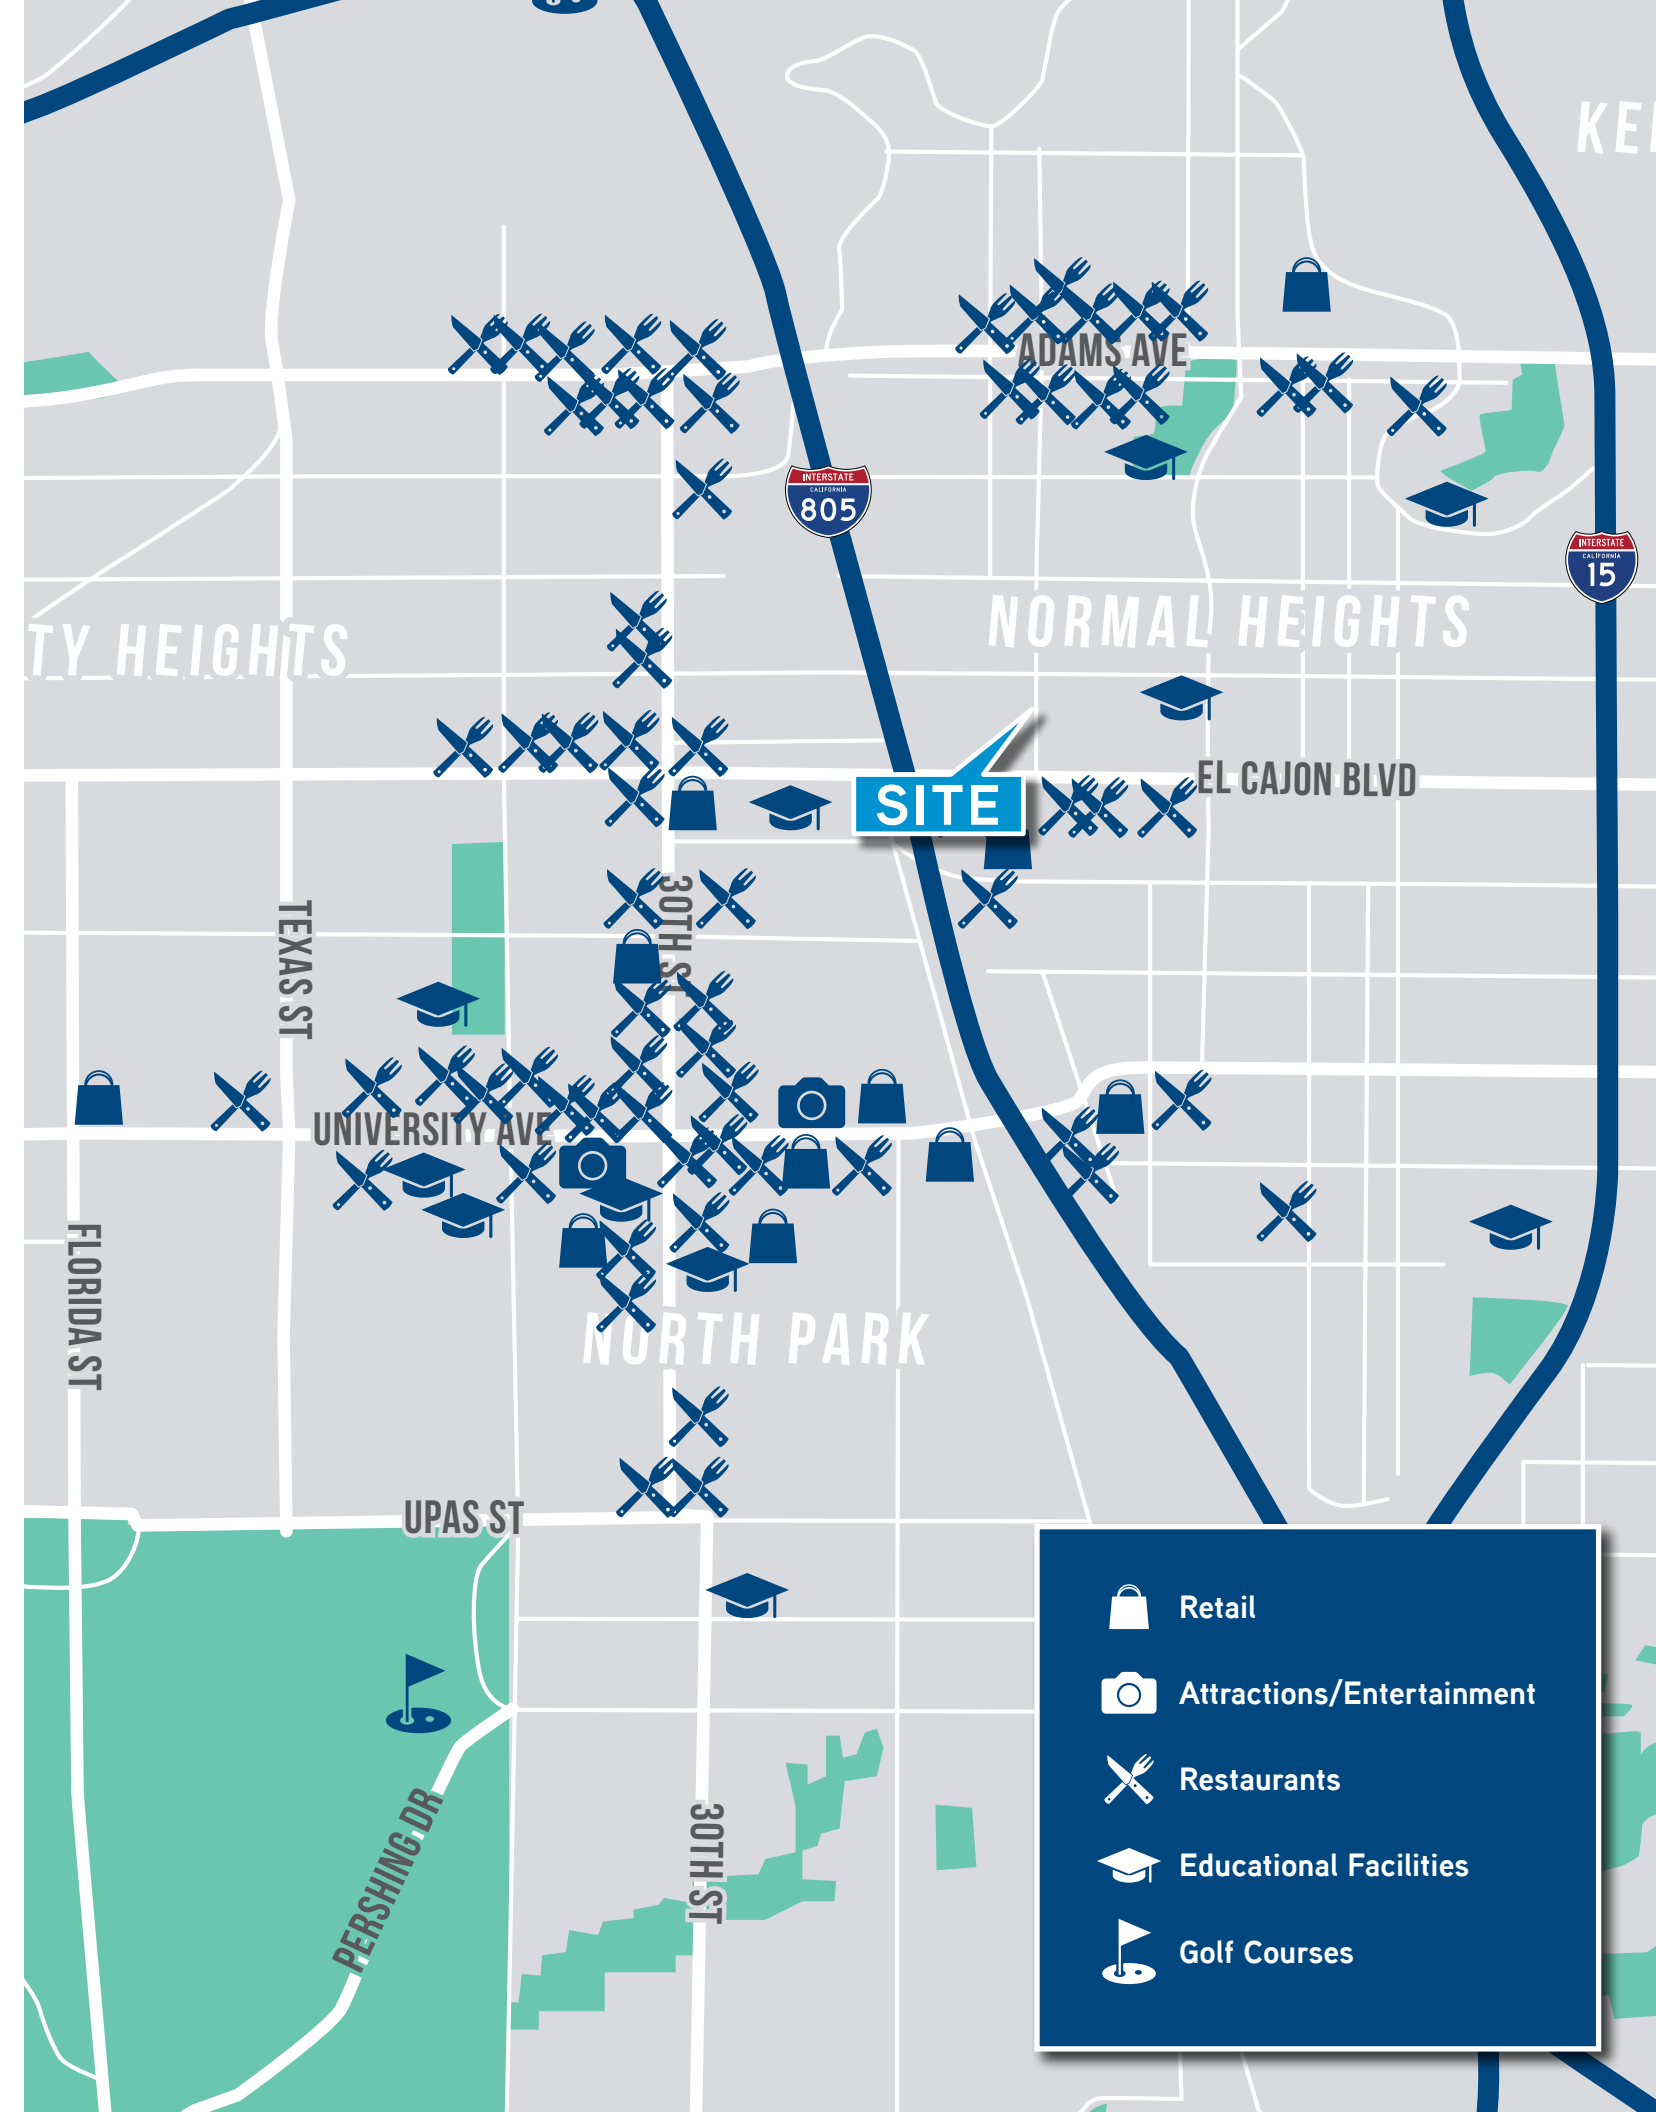 KE
ADAMS AVE
INTERSTATE
CALIFORNIA
805
INTERSTATE
CALIFORNIA
15
TY HEIGHTS
NORMAL HEIGHTS
EL CAJON BLVD
SITE
30TH ST
TEXAS ST
UNIVERSITY AVE
FLORIDA ST
NORTH PARK
UPAS ST
Retail
Attractions/Entertainment
Restaurants
Educational Facilities
Golf Courses
PERSHING DR
30TH ST